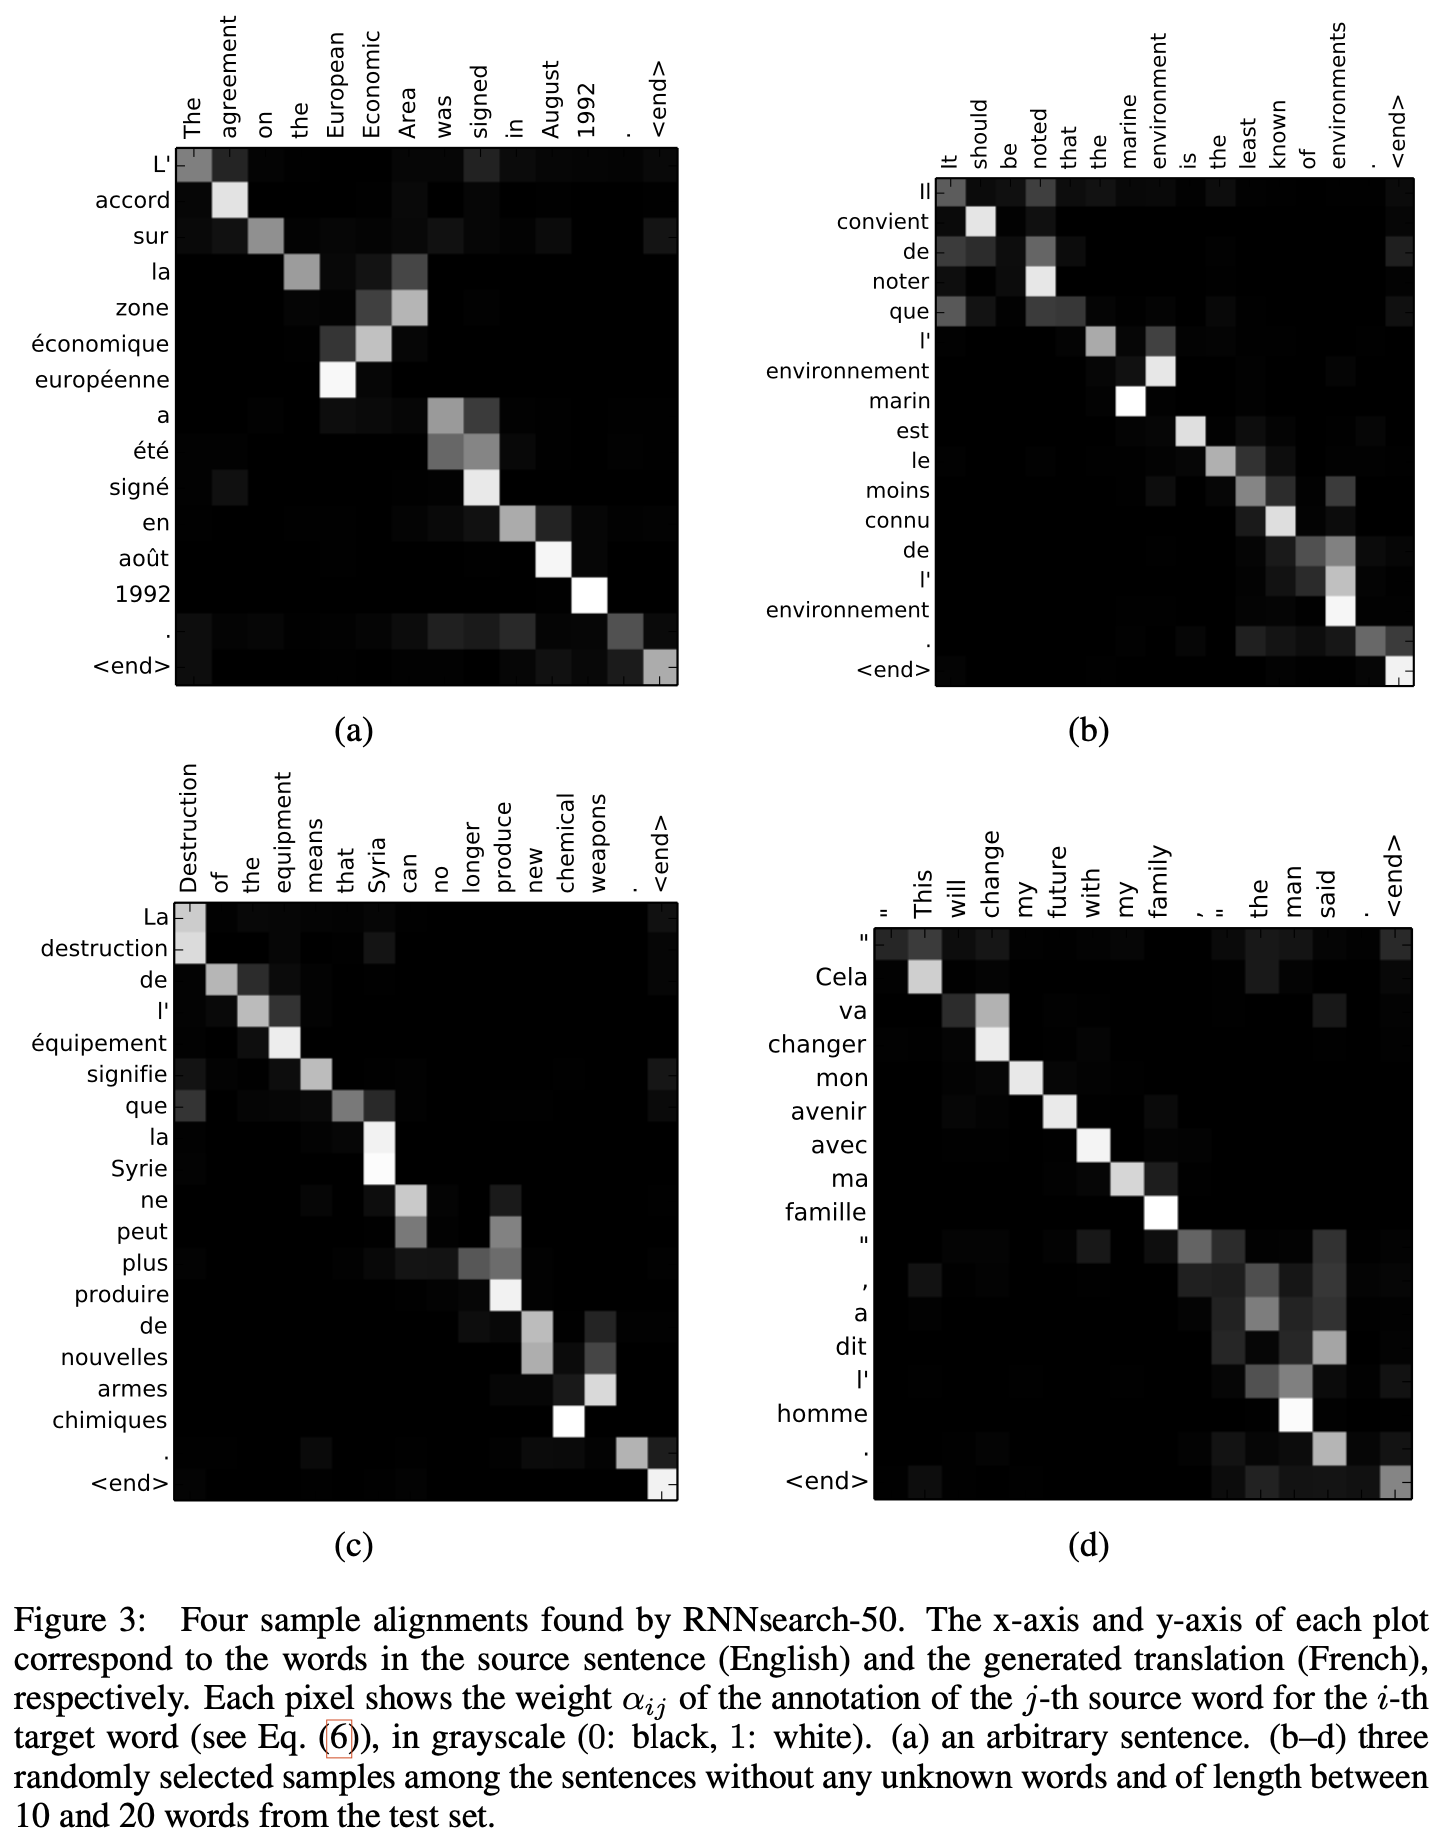 The agreement on the European Economic Area was signed in August 1992 . <end>
L'
accord
sur
la
zone
économique
européenne
a
été
signé
en
août
1992
.
<end>
(a)
It should be noted that the marine environment is the least known of environments . <end>
Il
convient
de
noter
que
l'
environnement
marin
est
le
moins
connu
de
l'
environnement
.
<end>
(b)
Destruction of the equipment means that Syria can no longer produce new chemical weapons . <end>
La
destruction
de
l'
équipement
signifie
que
la
Syrie
ne
peut
plus
produire
de
nouvelles
armes
chimiques
.
<end>
(c)
" This will change my future with my family , " the man said . <end>
"
Cela
va
changer
mon
avenir
avec
ma
famille
"
,
a
dit
l'
homme
.
<end>
(d)
Figure 3: Four sample alignments found by RNNsearch-50. The x-axis and y-axis of each plot
correspond to the words in the source sentence (English) and the generated translation (French),
respectively. Each pixel shows the weight αij of the annotation of the j-th source word for the i-th
target word (see Eq. (6)), in grayscale (0: black, 1: white). (a) an arbitrary sentence. (b–d) three
randomly selected samples among the sentences without any unknown words and of length between
10 and 20 words from the test set.